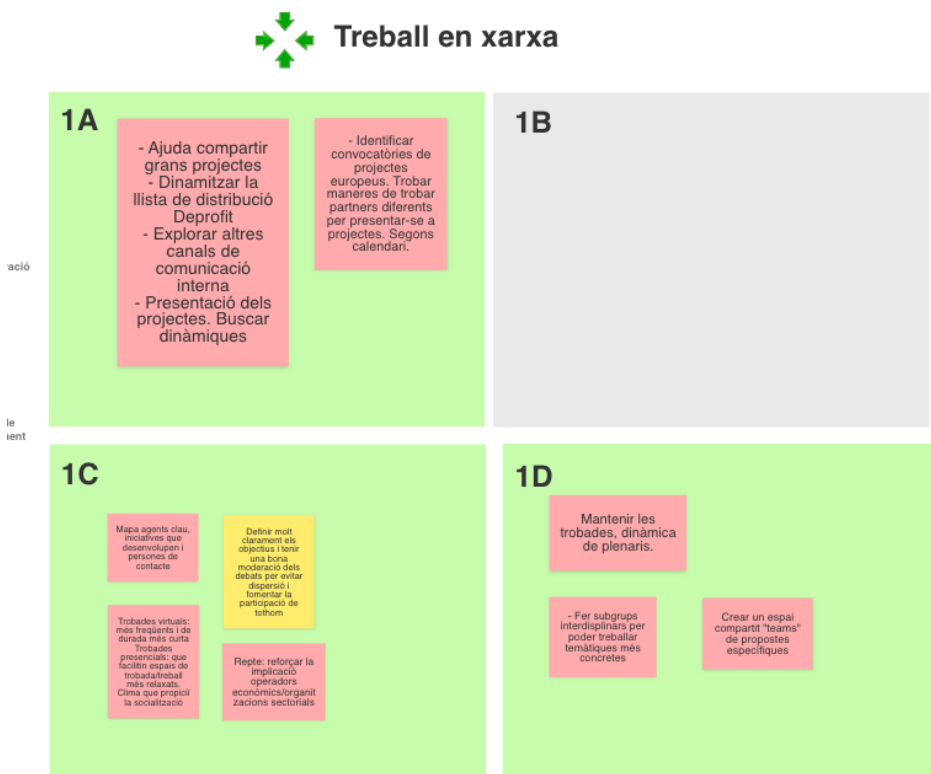 Treball en xarxa
1A
- Ajuda compartir
grans projectes
- Dinamitzar la
llista de distribució
Deprofit
- Explorar altres
canals de
comunicació
interna
- Presentació dels
projectes. Buscar
dinàmiques
- Identificar
convocatòries de
projectes
europeus. Trobar
maneres de trobar
partners diferents
per presentar-se a
projectes. Segons
calendari.
1B
ració
le
nent
1C
Mapa agents clau,
iniciatives que
desenvolupen i
persones de
contacte
Definir molt
clarament els
objectius i tenir
una bona
moderació dels
debats per evitar
dispersió i
fomentar la
participació de
tothom
Trobades virtuals:
més freqüents i de
durada més curta
Trobades
presencials: que
facilitin espais de
trobada/treball
més relaxats.
Clima que propicïi
la socialització
Repte: reforçar la
implicació
operadors
econòmics/organit
zacions sectorials
1D
Mantenir les
trobades, dinàmica
de plenaris.
- Fer subgrups
interdisplinars per
poder treballar
temàtiques més
concretes
Crear un espai
compartit "teams"
de propostes
específiques